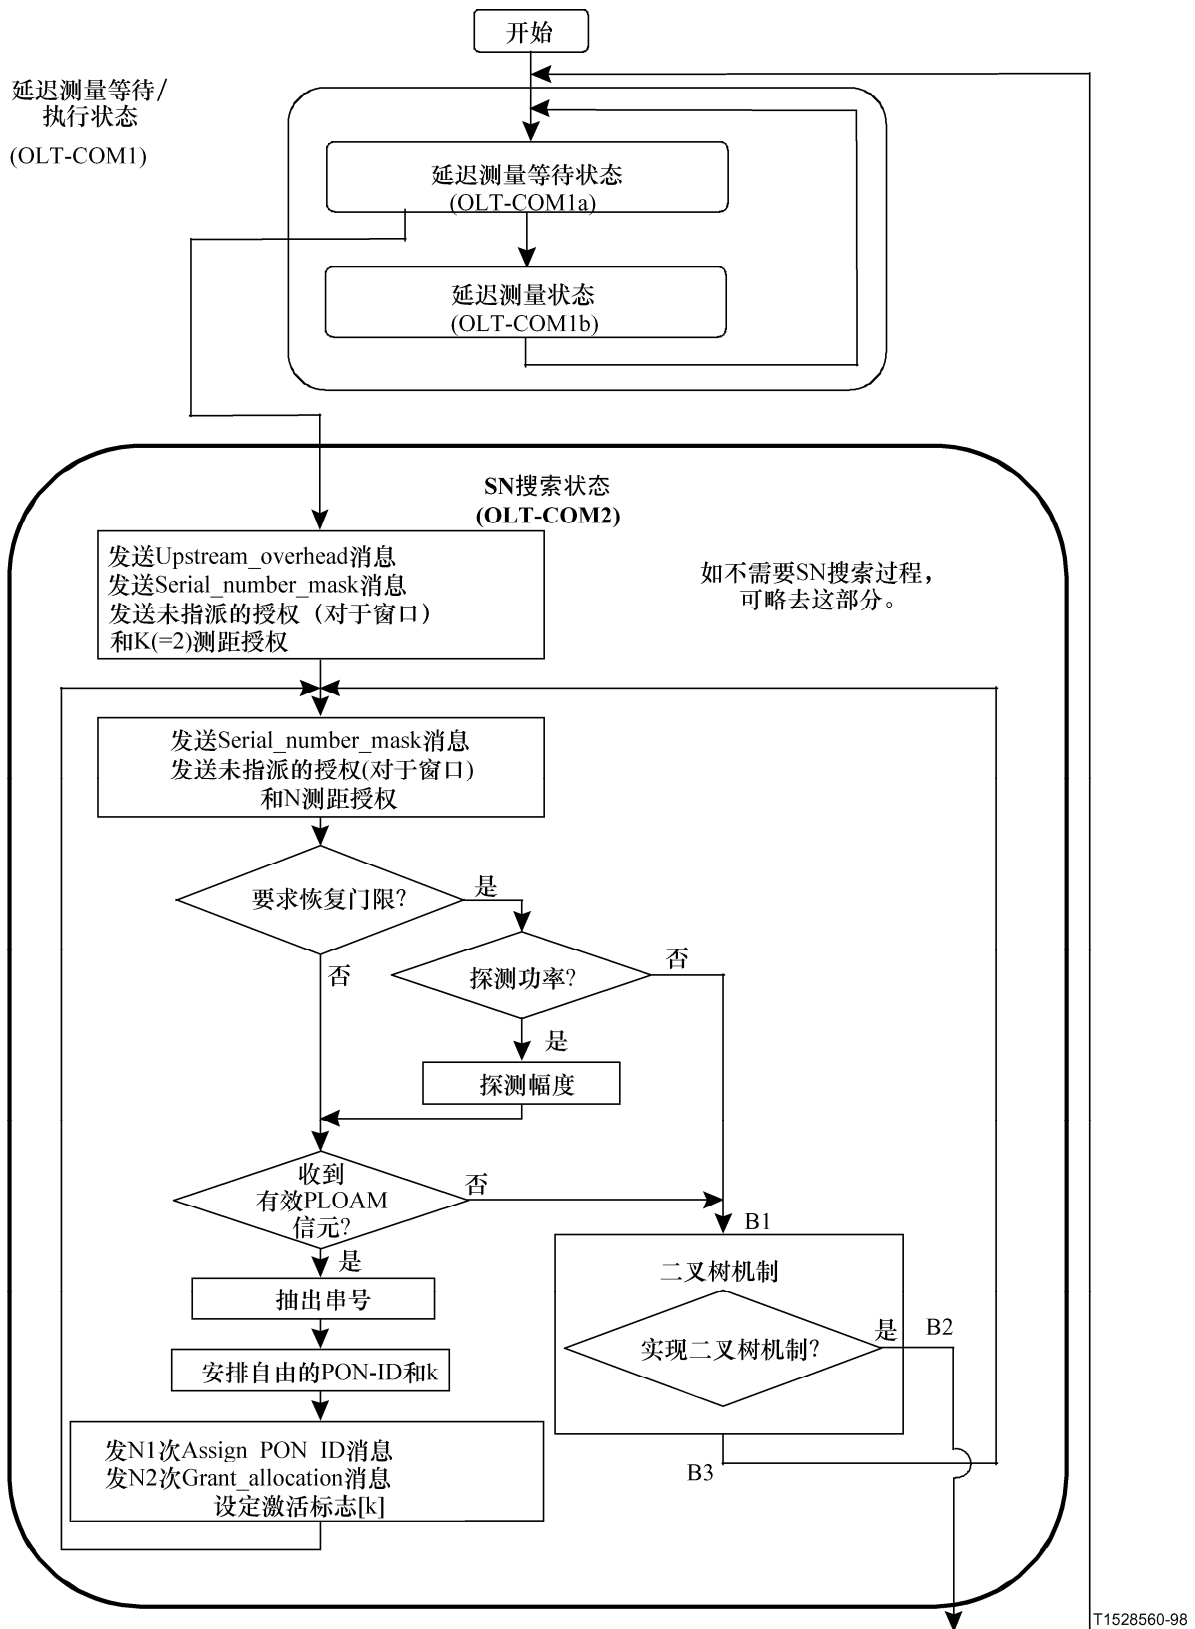 开始
延迟测量等待/
执行状态
(OLT-COM1)
延迟测量等待状态
(OLT-COM1a)
延迟测量状态
(OLT-COM1b)
SN搜索状态
(OLT-COM2)
发送Upstream_overhead消息
发送Serial_number_mask消息
发送未指派的授权（对于窗口）
和K(=2)测距授权
如不需要SN搜索过程，
可略去这部分。
发送Serial_number_mask消息
发送未指派的授权(对于窗口)
和N测距授权
要求恢复门限?
是
否
探测功率?
否
是
探测幅度
收到
有效PLOAM
信元?
否
是
B1
抽出串号
二叉树机制
实现二叉树机制?
是
B2
安排自由的PON-ID和k
发N1次Assign_PON_ID消息
发N2次Grant_allocation消息
设定激活标志[k]
B3
T1528560-98